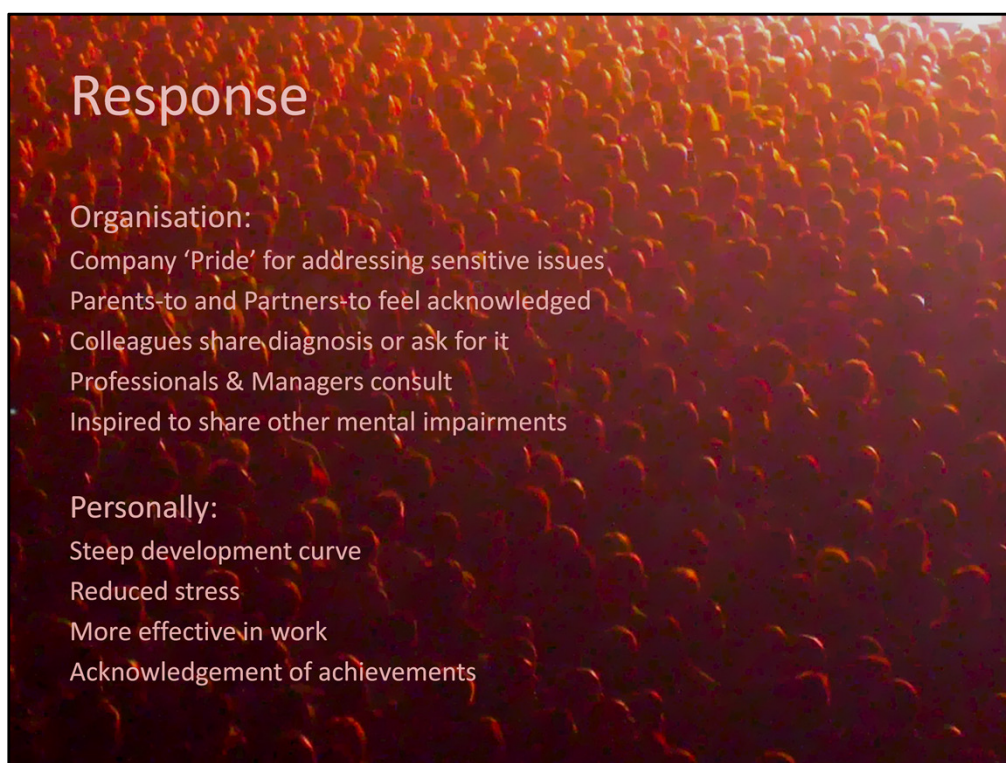 Response
Organisation:
Company ‘Pride’ for addressing sensitive issues
Parents-to and Partners-to feel acknowledged
Colleagues share diagnosis or ask for it
Professionals & Managers consult
Inspired to share other mental impairments
Personally:
Steep development curve
Reduced stress
More effective in work
Acknowledgement of achievements